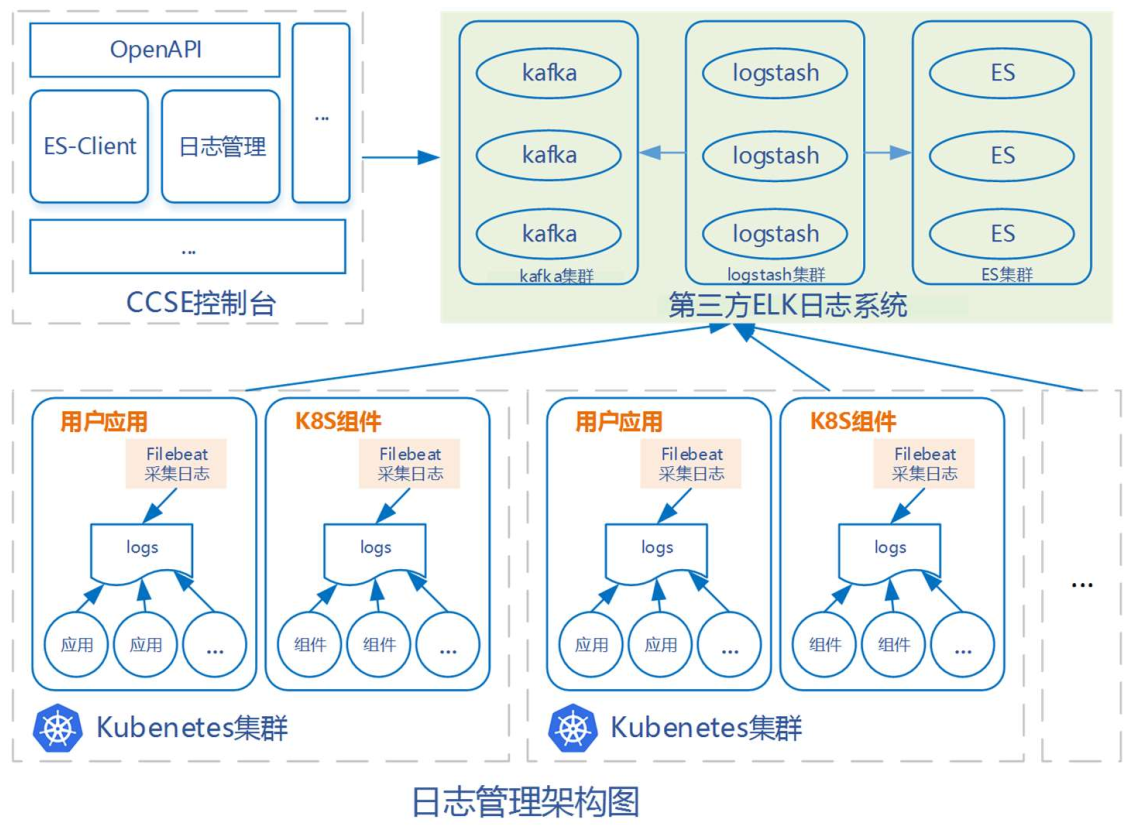 OpenAPI
ES-Client
日志管理
...
...
CCSE控制台
kafka
kafka
kafka
kafka集群
logstash
logstash
logstash
logstash集群
ES
ES
ES
ES集群
第三方ELK日志系统
用户应用
Filebeat
采集日志
logs
应用
应用
...
K8S组件
Filebeat
采集日志
logs
组件
组件
...
Kubenetes集群
用户应用
Filebeat
采集日志
logs
应用
应用
...
K8S组件
Filebeat
采集日志
logs
组件
组件
...
Kubenetes集群
...
日志管理架构图